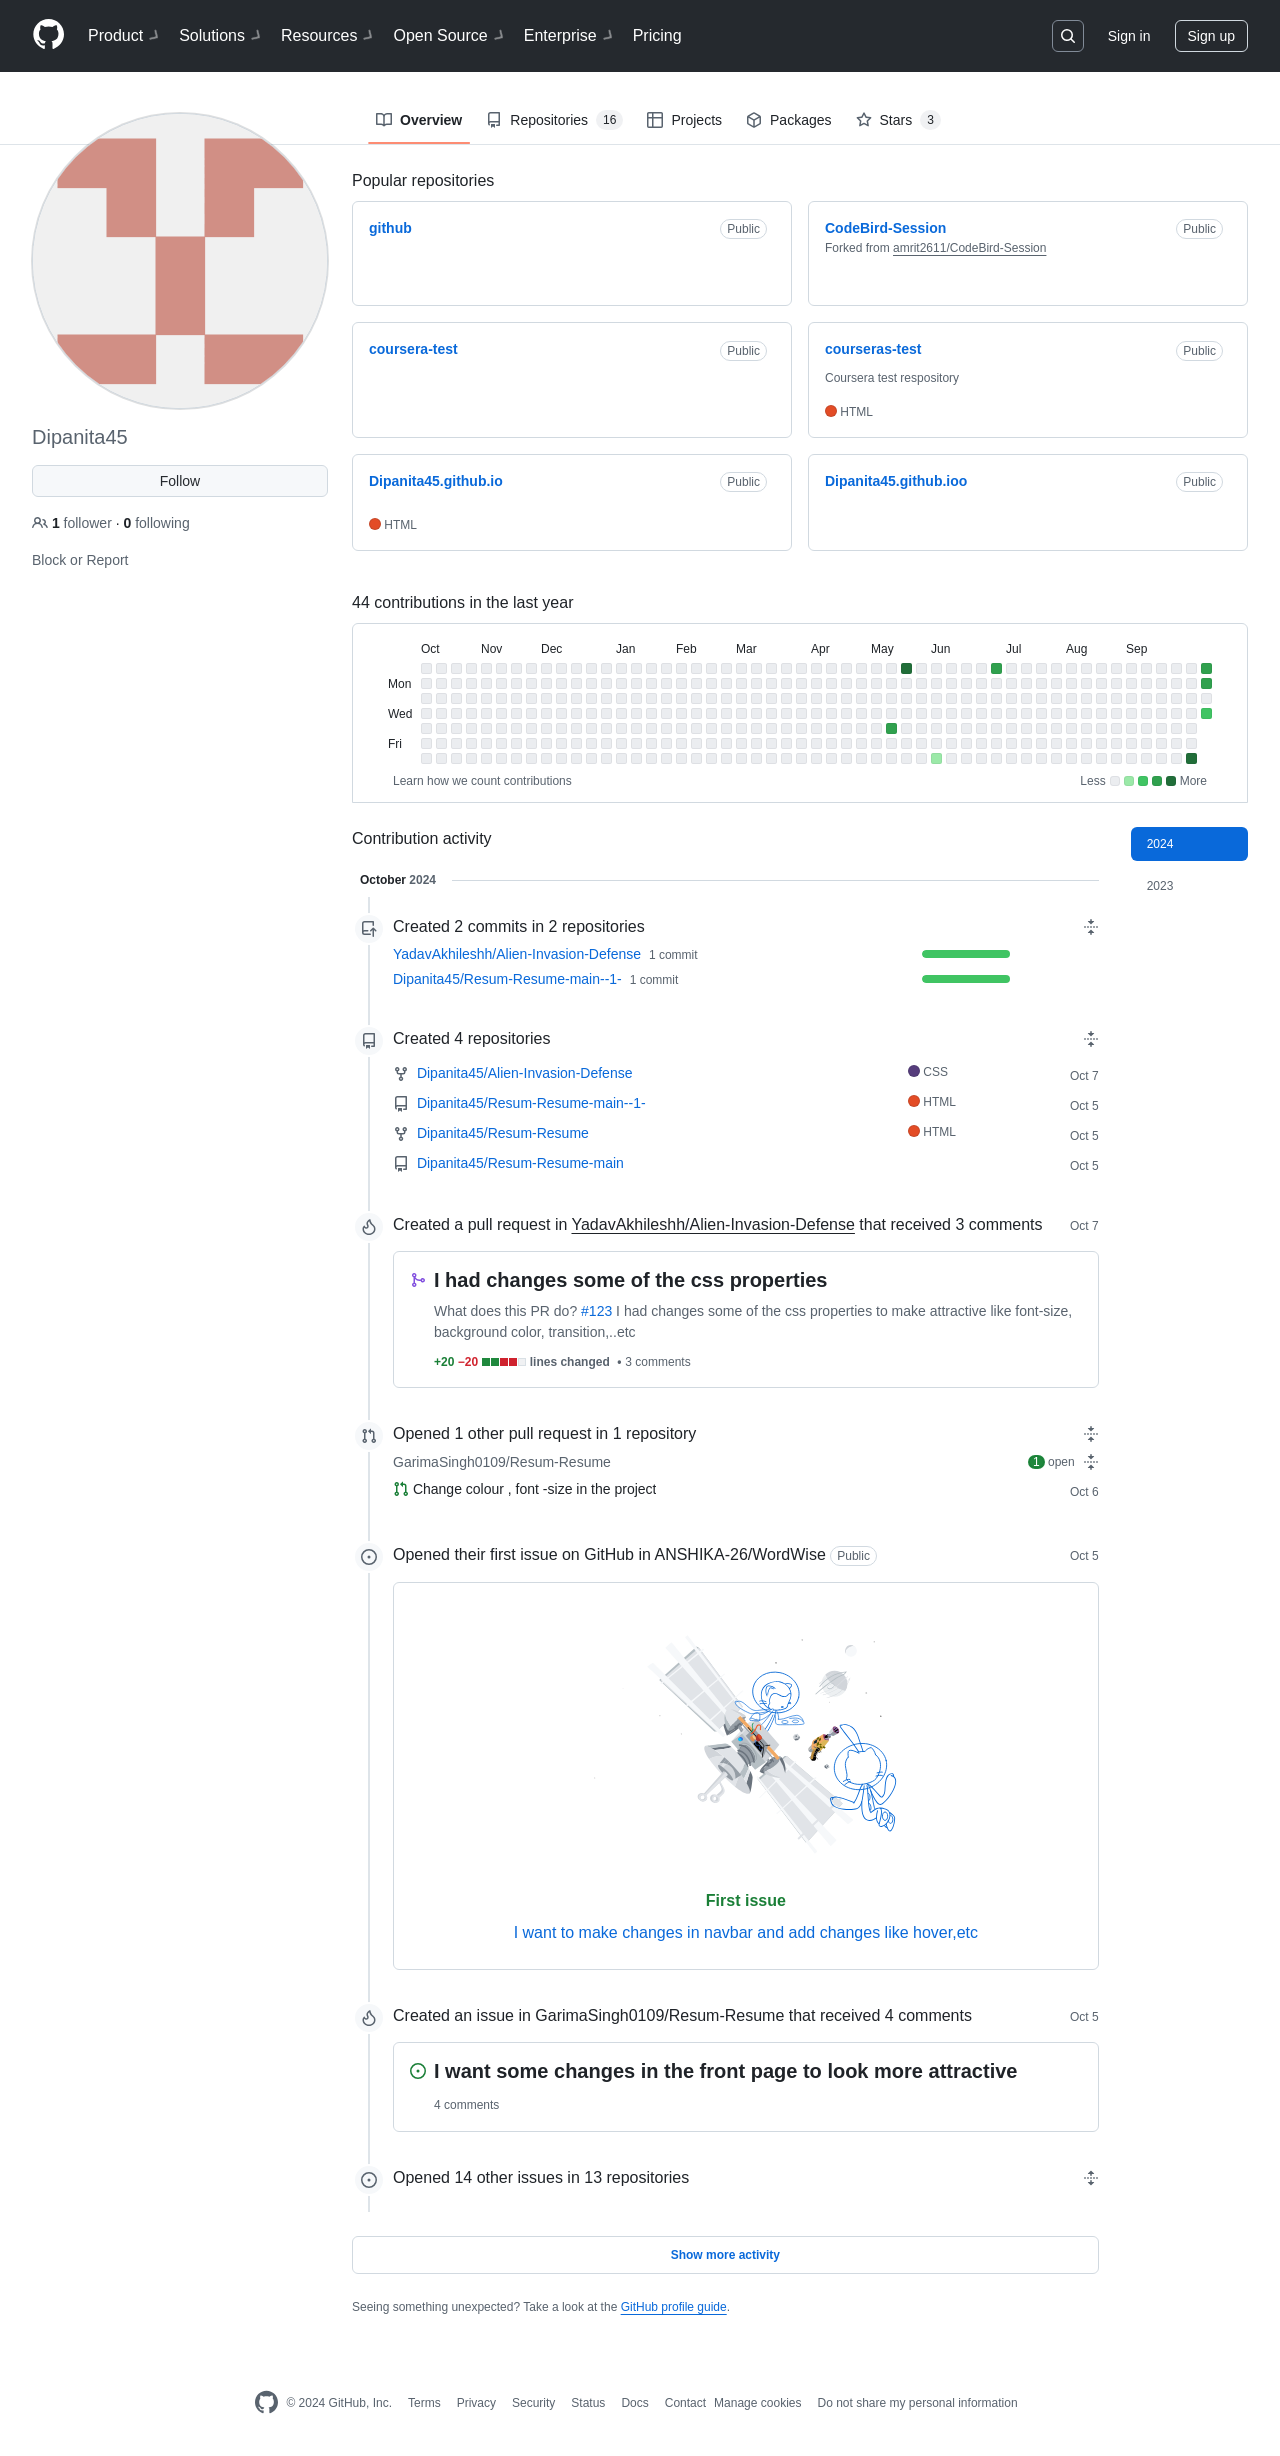 Product Solutions Resources Open Source Enterprise Pricing Sign in Sign up
Overview Repositories 16 Projects Packages Stars 3
Dipanita45
Follow
1 follower · 0 following
Block or Report
Popular repositories
github Public
CodeBird-Session Public
Forked from amrit2611/CodeBird-Session
coursera-test Public
courseras-test Public
Coursera test respository
HTML
Dipanita45.github.io Public
HTML
Dipanita45.github.ioo Public
44 contributions in the last year
Oct Nov Dec Jan Feb Mar Apr May Jun Jul Aug Sep
Mon
Wed
Fri
Learn how we count contributions Less More
Contribution activity
2024
2023
October 2024
Created 2 commits in 2 repositories
YadavAkhileshh/Alien-Invasion-Defense 1 commit
Dipanita45/Resum-Resume-main--1- 1 commit
Created 4 repositories
Dipanita45/Alien-Invasion-Defense CSS Oct 7
Dipanita45/Resum-Resume-main--1- HTML Oct 5
Dipanita45/Resum-Resume HTML Oct 5
Dipanita45/Resum-Resume-main Oct 5
Created a pull request in YadavAkhileshh/Alien-Invasion-Defense that received 3 comments Oct 7
I had changes some of the css properties
What does this PR do? #123 I had changes some of the css properties to make attractive like font-size,
background color, transition,..etc
+20 −20 lines changed • 3 comments
Opened 1 other pull request in 1 repository
GarimaSingh0109/Resum-Resume 1 open
Change colour , font -size in the project Oct 6
Opened their first issue on GitHub in ANSHIKA-26/WordWise Public Oct 5
First issue
I want to make changes in navbar and add changes like hover,etc
Created an issue in GarimaSingh0109/Resum-Resume that received 4 comments Oct 5
I want some changes in the front page to look more attractive
4 comments
Opened 14 other issues in 13 repositories
Show more activity
Seeing something unexpected? Take a look at the GitHub profile guide.
© 2024 GitHub, Inc. Terms Privacy Security Status Docs Contact Manage cookies Do not share my personal information